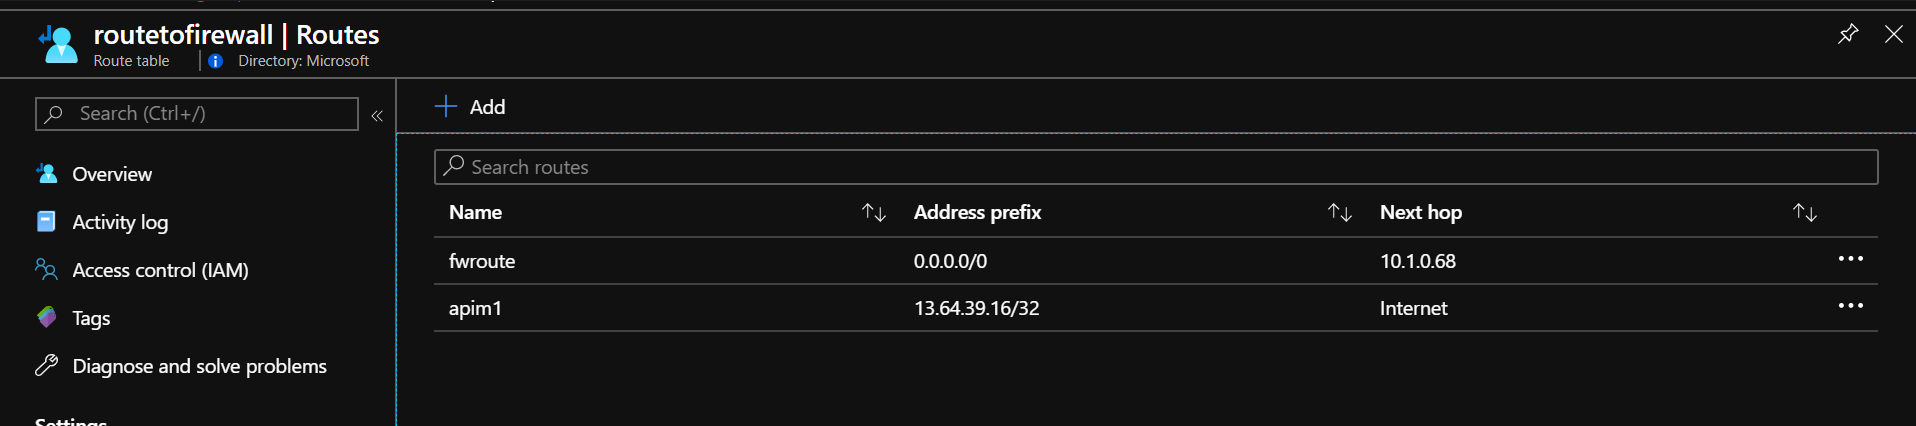 routetofirewall | Routes
Route table
Directory: Microsoft
Search (Ctrl+/)
«
Add
Overview
Activity log
Access control (IAM)
Tags
Diagnose and solve problems
Settings
Search routes
Name Address prefix Next hop
fwroute 0.0.0.0/0 10.1.0.68
apim1 13.64.39.16/32 Internet